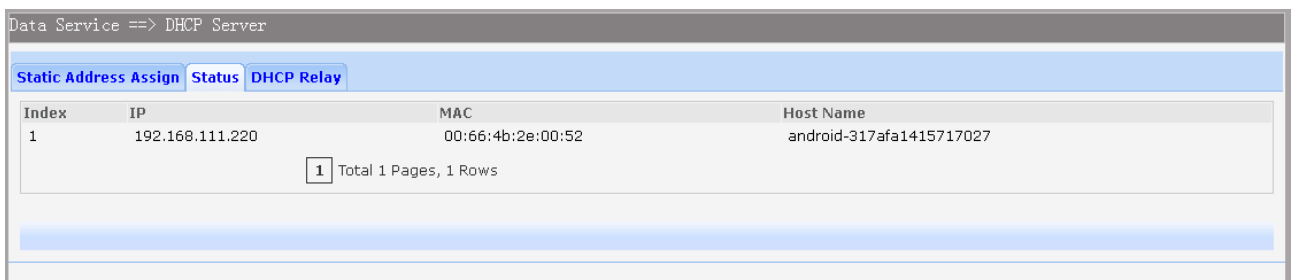 Data Service ==> DHCP Server
Static Address Assign Status DHCP Relay
Index IP MAC Host Name
1 192.168.111.220 00:66:4b:2e:00:52 android-317afa1415717027
1 Total 1 Pages, 1 Rows